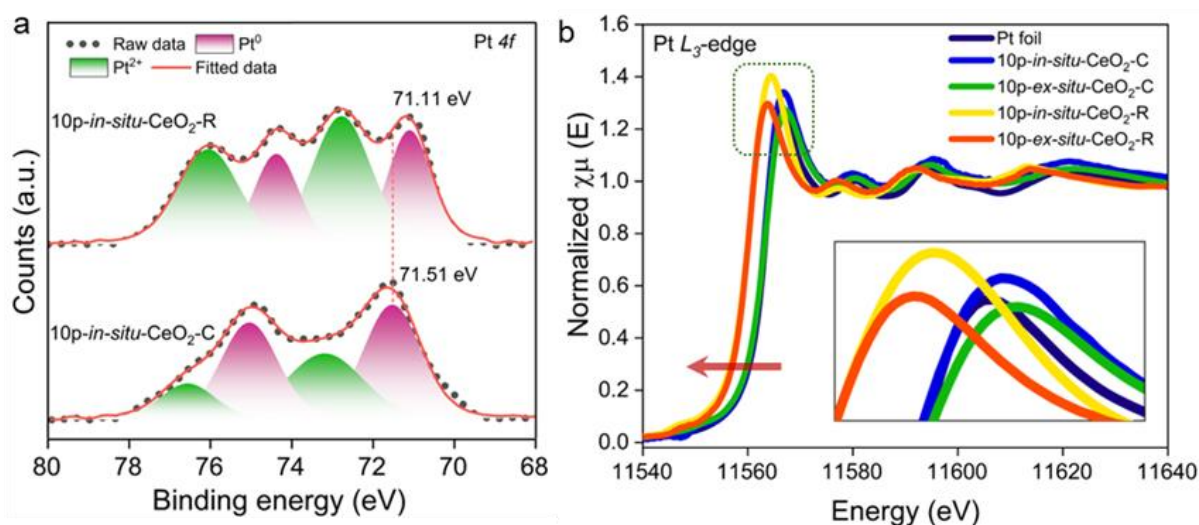 a
Raw data
Pt⁰
Pt 4f
Pt²⁺
Fitted data
71.11 eV
10p-in-situ-CeO₂-R
71.51 eV
10p-in-situ-CeO₂-C
Counts (a.u.)
80 78 76 74 72 70 68
Binding energy (eV)
b
Pt L₃-edge
Pt foil
10p-in-situ-CeO₂-C
10p-ex-situ-CeO₂-C
10p-in-situ-CeO₂-R
10p-ex-situ-CeO₂-R
Normalized χμ (E)
1.6
1.4
1.2
1.0
0.8
0.6
0.4
0.2
0.0
11540 11560 11580 11600 11620 11640
Energy (eV)